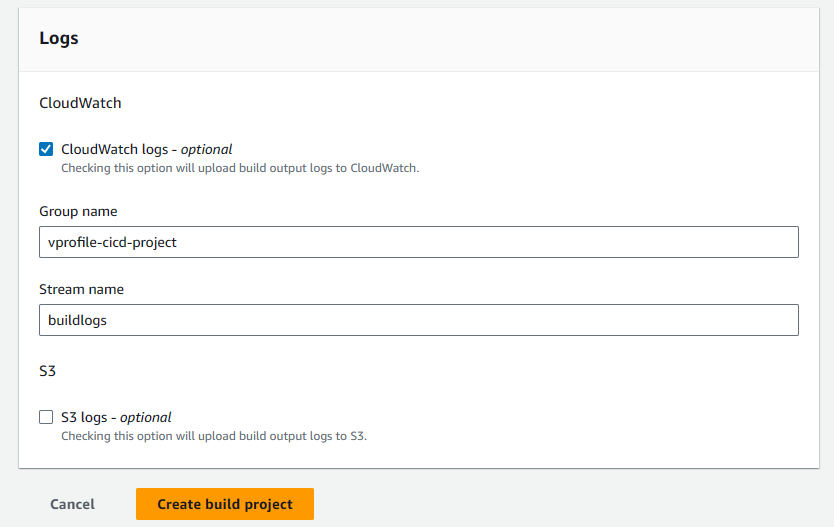 Logs
CloudWatch
CloudWatch logs - optional
Checking this option will upload build output logs to CloudWatch.
Group name
vprofile-cicd-project
Stream name
buildlogs
S3
S3 logs - optional
Checking this option will upload build output logs to S3.
Cancel
Create build project